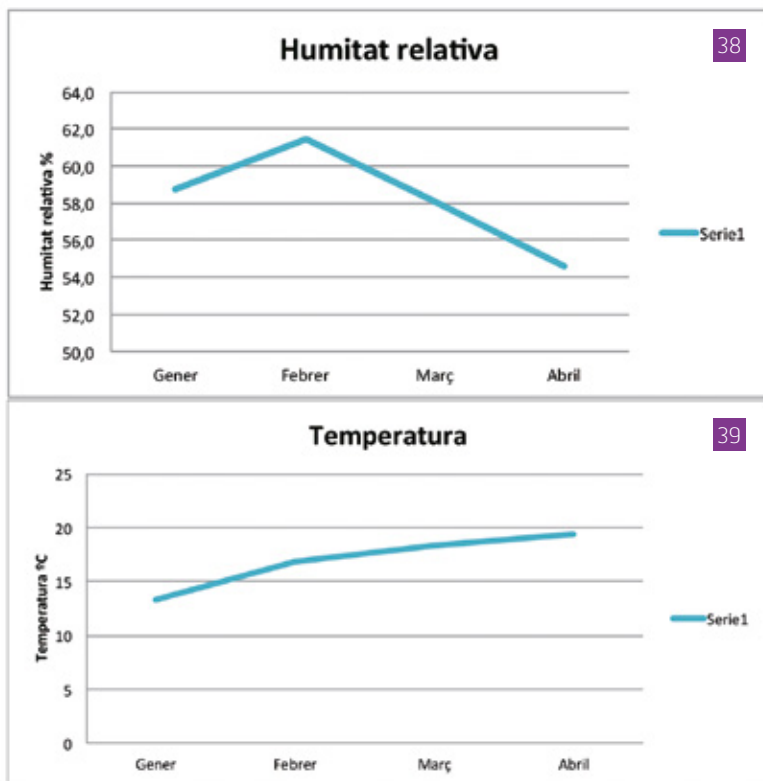 Humitat relativa
38
64,0
62,0
60,0
58,0
56,0
54,0
52,0
50,0
Humitat relativa %
Gener Febrer Març Abril
Serie1
Temperatura
39
25
20
15
10
5
0
Temperatura ºC
Gener Febrer Març Abril
Serie1